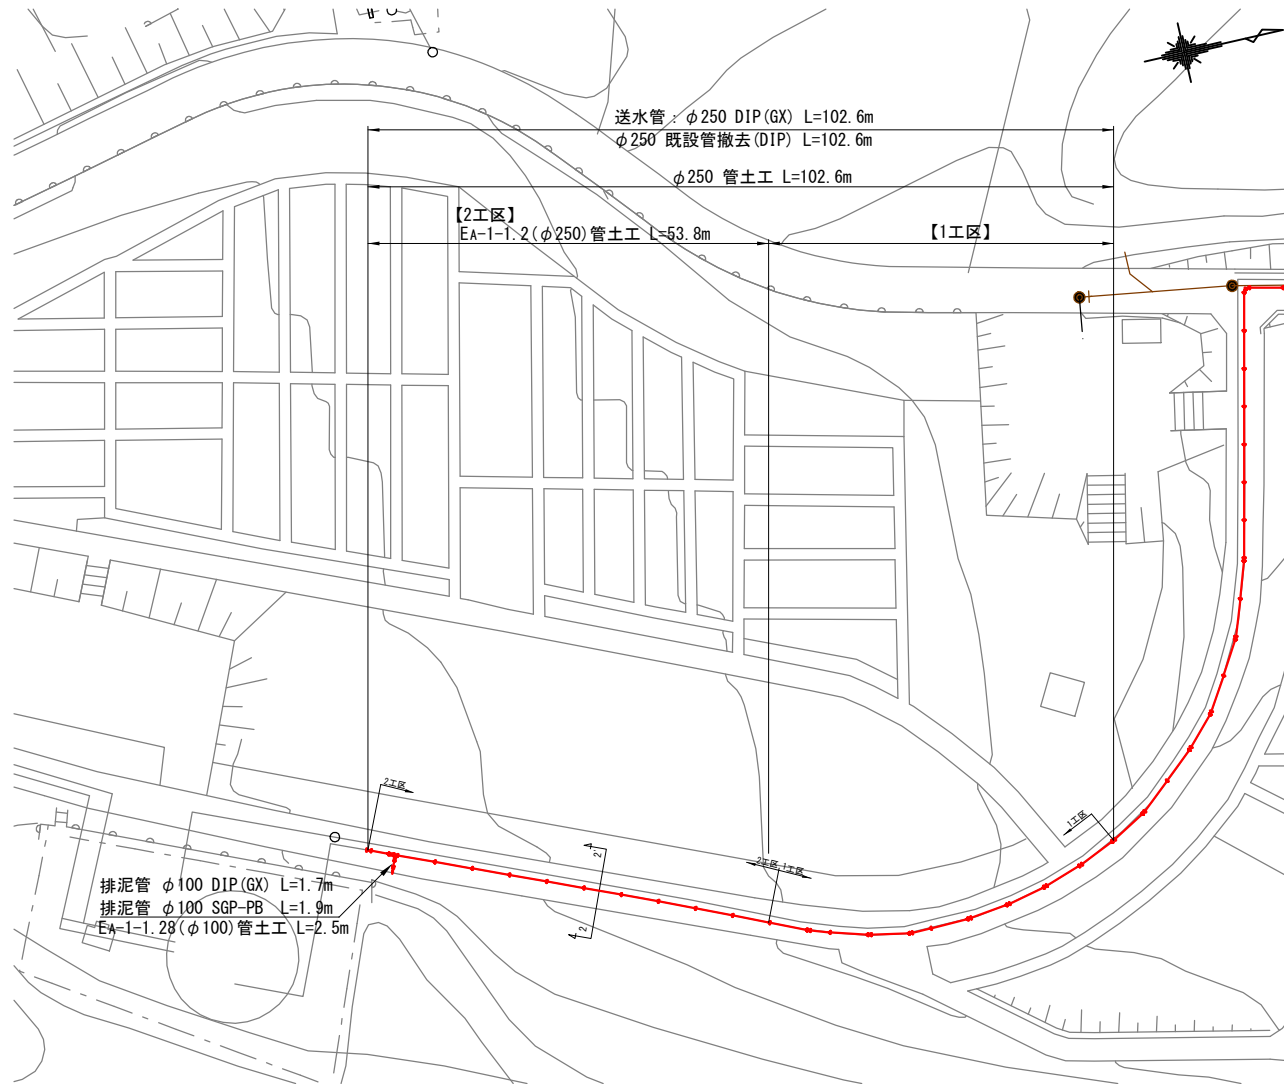 送水管：φ250 DIP(GX) L=102.6m
φ250 既設管撤去(DIP) L=102.6m
φ250 管土工 L=102.6m
【2工区】
EA-1-1.2(φ250)管土工 L=53.8m
【1工区】
2工区
1工区
2工区 1工区
2'
2'
排泥管 φ100 DIP(GX) L=1.7m
排泥管 φ100 SGP-PB L=1.9m
EA-1-1.28(φ100)管土工 L=2.5m